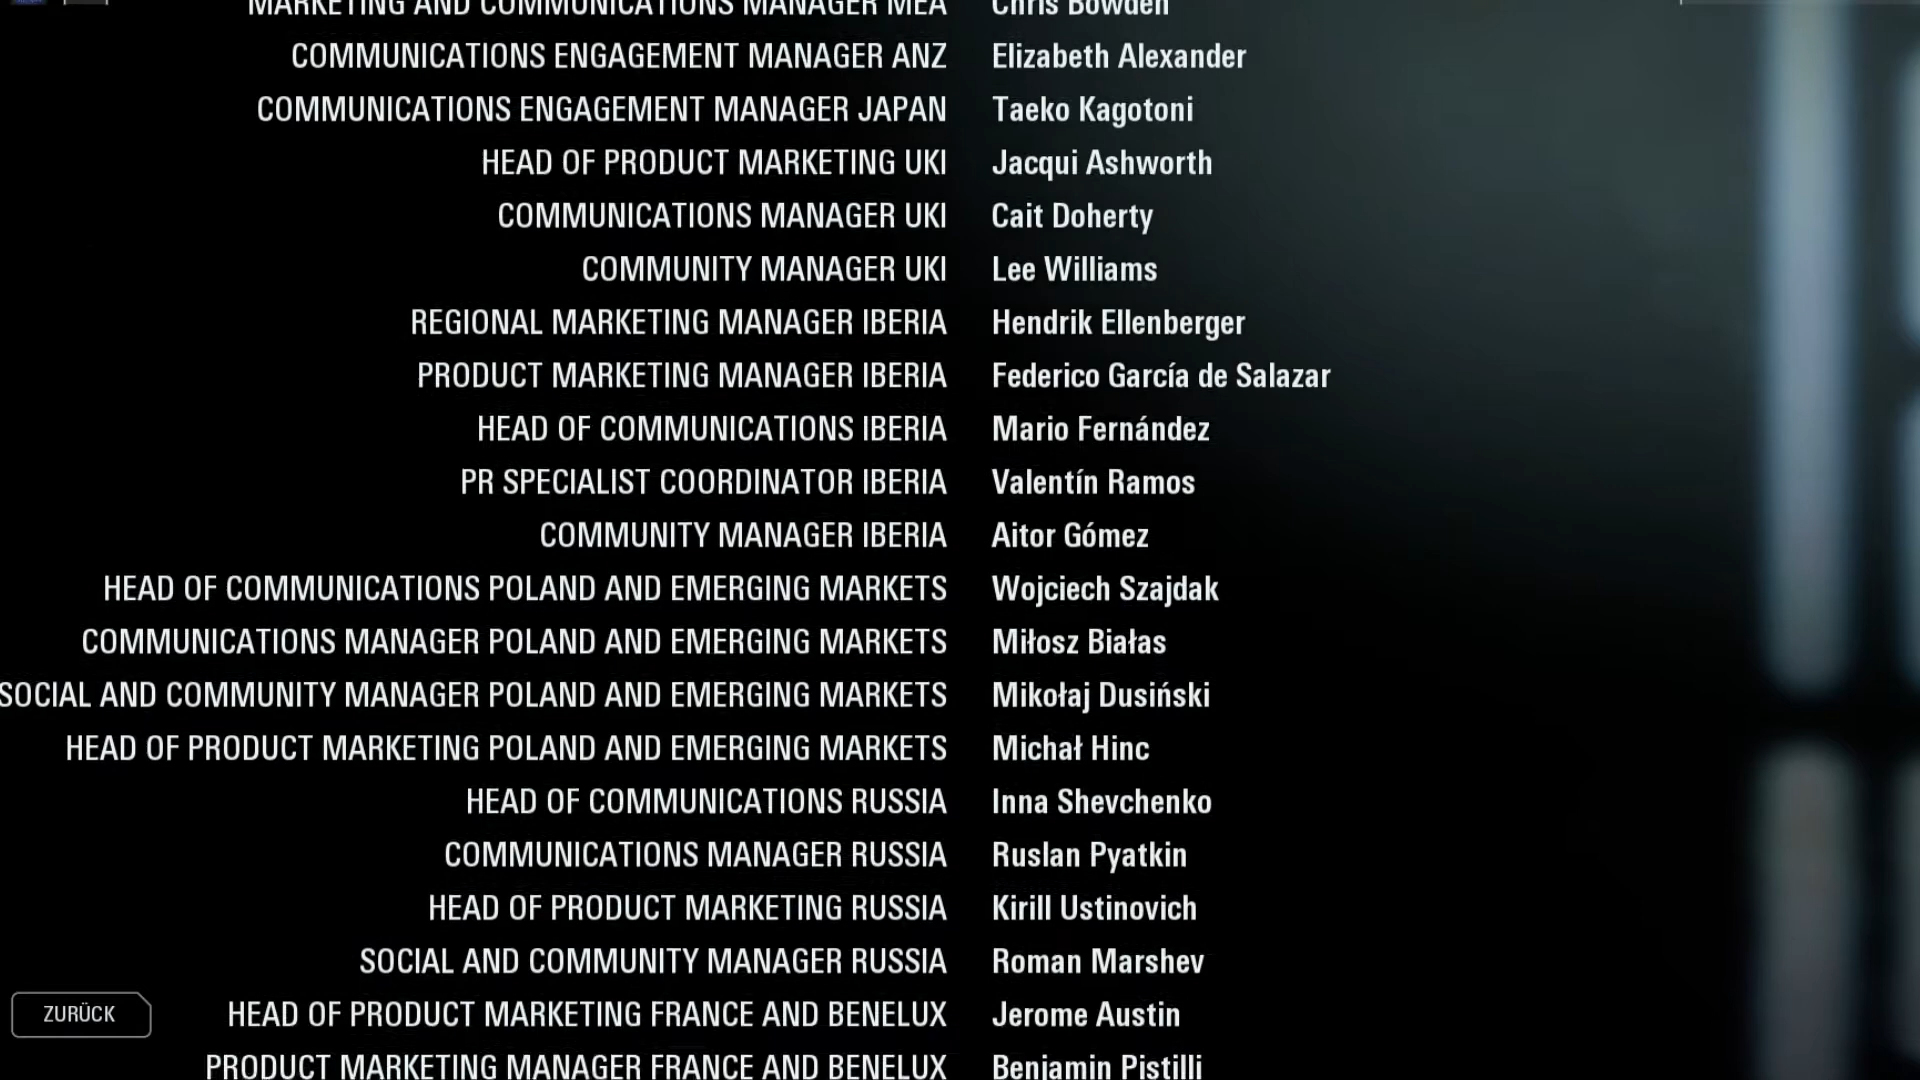 MARKETING AND COMMUNICATIONS MANAGER MEA Chris Bowden
COMMUNICATIONS ENGAGEMENT MANAGER ANZ Elizabeth Alexander
COMMUNICATIONS ENGAGEMENT MANAGER JAPAN Taeko Kagotoni
HEAD OF PRODUCT MARKETING UKI Jacqui Ashworth
COMMUNICATIONS MANAGER UKI Cait Doherty
COMMUNITY MANAGER UKI Lee Williams
REGIONAL MARKETING MANAGER IBERIA Hendrik Ellenberger
PRODUCT MARKETING MANAGER IBERIA Federico García de Salazar
HEAD OF COMMUNICATIONS IBERIA Mario Fernández
PR SPECIALIST COORDINATOR IBERIA Valentín Ramos
COMMUNITY MANAGER IBERIA Aitor Gómez
HEAD OF COMMUNICATIONS POLAND AND EMERGING MARKETS Wojciech Szajdak
COMMUNICATIONS MANAGER POLAND AND EMERGING MARKETS Miłosz Białas
SOCIAL AND COMMUNITY MANAGER POLAND AND EMERGING MARKETS Mikołaj Dusiński
HEAD OF PRODUCT MARKETING POLAND AND EMERGING MARKETS Michał Hinc
HEAD OF COMMUNICATIONS RUSSIA Inna Shevchenko
COMMUNICATIONS MANAGER RUSSIA Ruslan Pyatkin
HEAD OF PRODUCT MARKETING RUSSIA Kirill Ustinovich
SOCIAL AND COMMUNITY MANAGER RUSSIA Roman Marshev
ZURÜCK
HEAD OF PRODUCT MARKETING FRANCE AND BENELUX Jerome Austin
PRODUCT MARKETING MANAGER FRANCE AND BENELUX Benjamin Pistilli